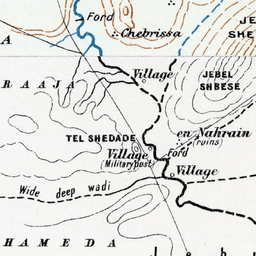 Ford
Chebrissa
JE
SHE
A
Village
RAAJA
JEBEL
SHBESE
TEL SHEDADE
en Nahrain
(ruins)
Village
Military post
Ford
Village
Wide deep wadi
HAMEDA
J e b